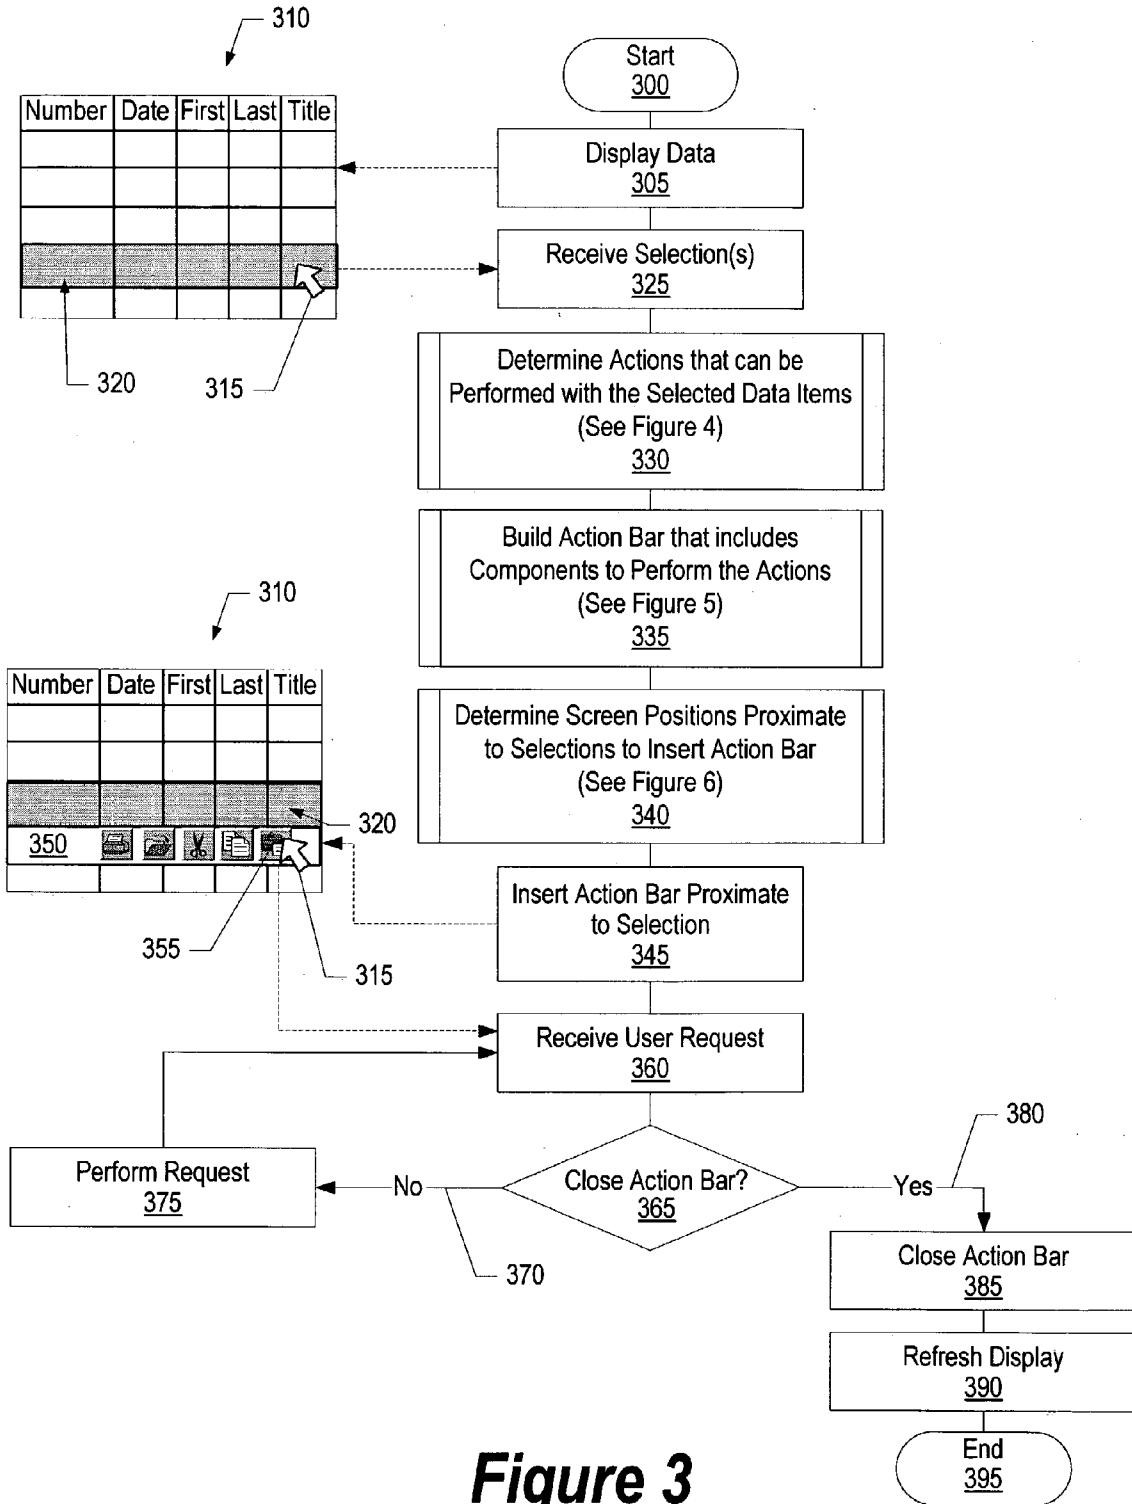 310
Number Date First Last Title
320
315
Start
300
Display Data
305
Receive Selection(s)
325
Determine Actions that can be
Performed with the Selected Data Items
(See Figure 4)
330
Build Action Bar that includes
Components to Perform the Actions
(See Figure 5)
335
310
Number Date First Last Title
320
350
355
315
Determine Screen Positions Proximate
to Selections to Insert Action Bar
(See Figure 6)
340
Insert Action Bar Proximate
to Selection
345
Receive User Request
360
Close Action Bar?
365
No
370
Perform Request
375
Yes
380
Close Action Bar
385
Refresh Display
390
End
395
Figure 3